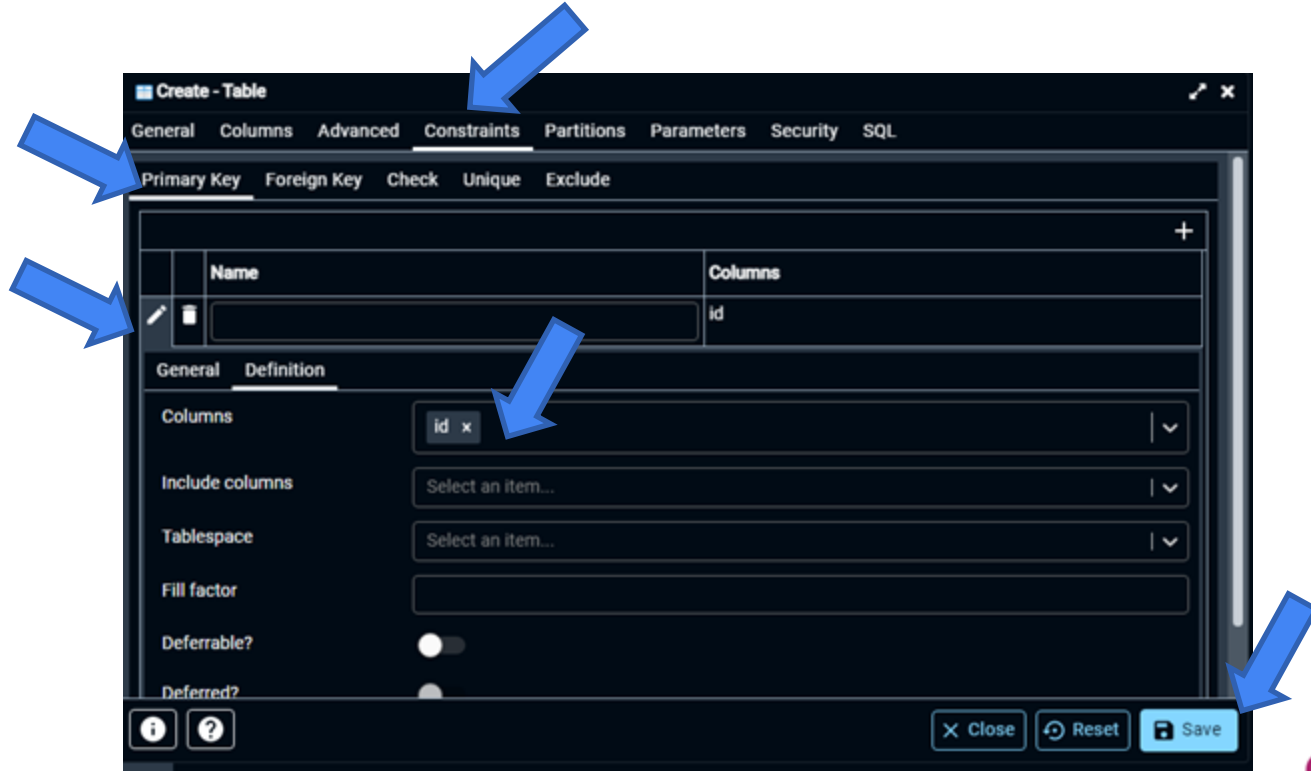 Create - Table
General Columns Advanced Constraints Partitions Parameters Security SQL
Primary Key Foreign Key Check Unique Exclude
Name Columns
id
General Definition
Columns id
Include columns Select an item...
Tablespace Select an item...
Fill factor
Deferrable?
Deferred?
Close Reset Save